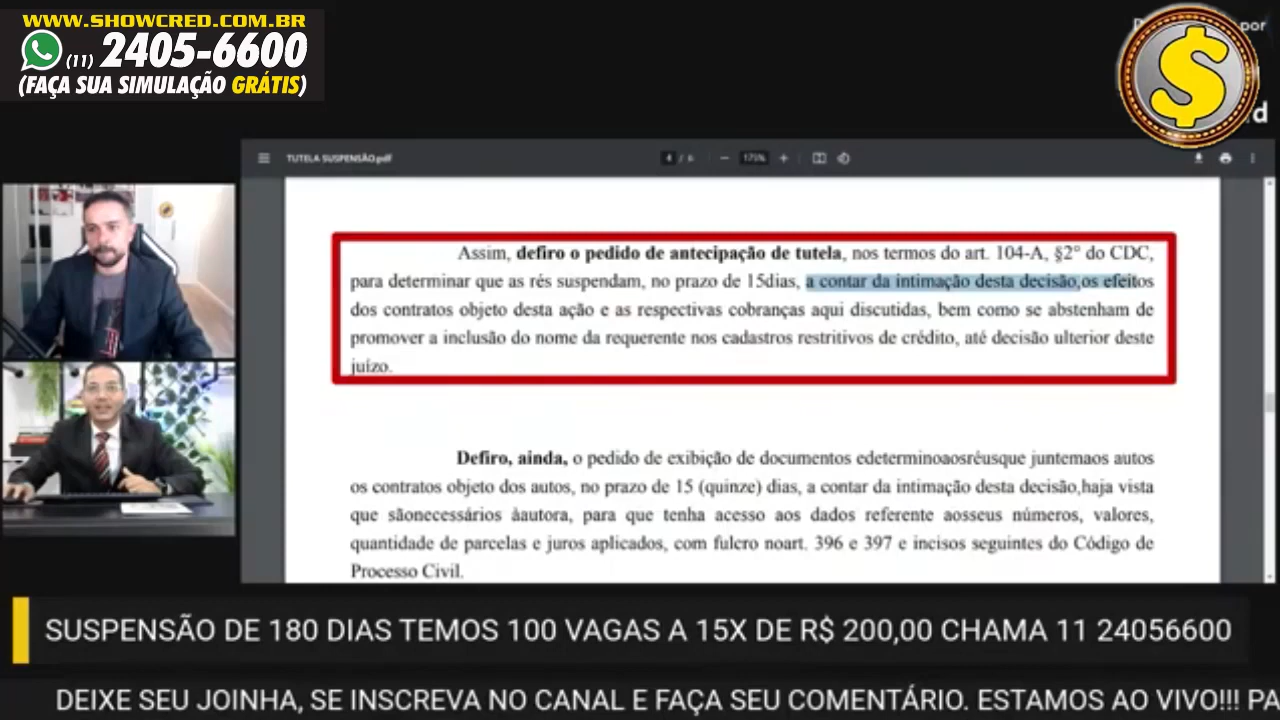 WWW.SHOWCRED.COM.BR
(11) 2405-6600
(FAÇA SUA SIMULAÇÃO GRÁTIS)
por
d
TUTELA SUSPENSÃO.pdf
4 / 6
175%
Assim, defiro o pedido de antecipação de tutela, nos termos do art. 104-A, §2° do CDC,
para determinar que as rés suspendam, no prazo de 15dias, a contar da intimação desta decisão,os efeitos
dos contratos objeto desta ação e as respectivas cobranças aqui discutidas, bem como se abstenham de
promover a inclusão do nome da requerente nos cadastros restritivos de crédito, até decisão ulterior deste
juízo.
Defiro, ainda, o pedido de exibição de documentos edeterminoaosréusque juntemaos autos
os contratos objeto dos autos, no prazo de 15 (quinze) dias, a contar da intimação desta decisão,haja vista
que sãonecessários àautora, para que tenha acesso aos dados referente aosseus números, valores,
quantidade de parcelas e juros aplicados, com fulcro noart. 396 e 397 e incisos seguintes do Código de
Processo Civil.
SUSPENSÃO DE 180 DIAS TEMOS 100 VAGAS A 15X DE R$ 200,00 CHAMA 11 24056600
DEIXE SEU JOINHA, SE INSCREVA NO CANAL E FAÇA SEU COMENTÁRIO. ESTAMOS AO VIVO!!! PA